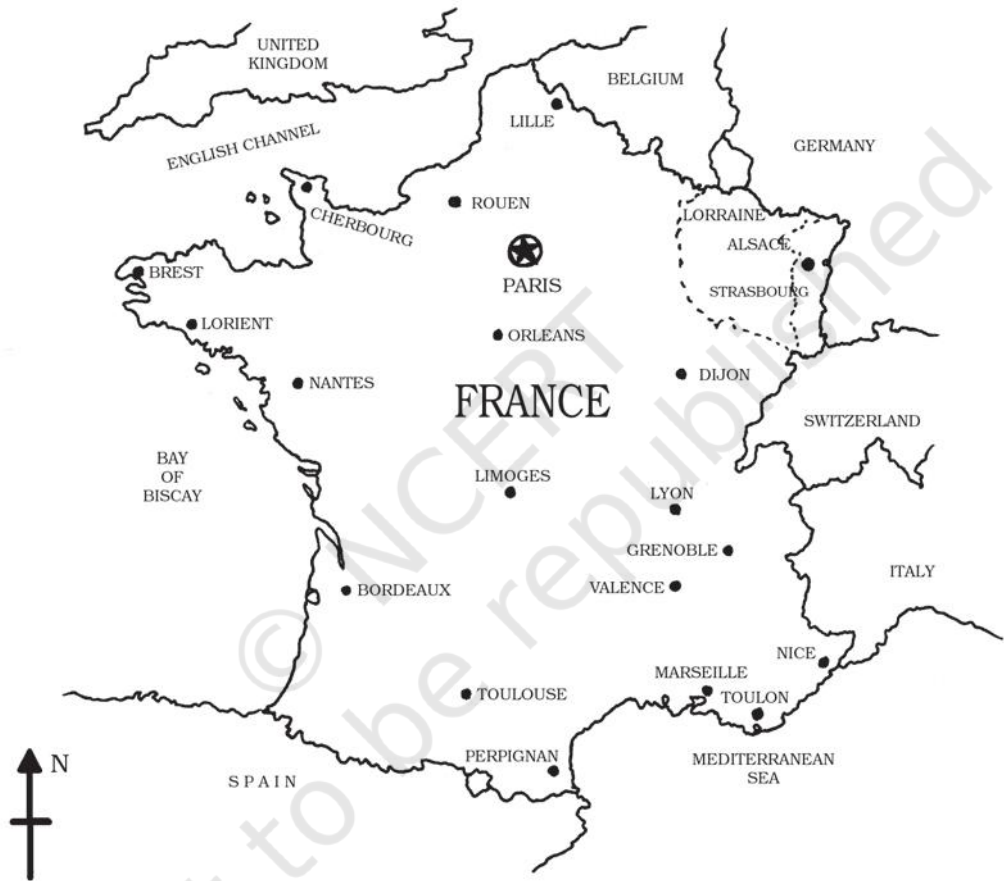 UNITED
KINGDOM
BELGIUM
LILLE
ENGLISH CHANNEL
GERMANY
ROUEN
CHERBOURG
LORRAINE
ALSACE
BREST
PARIS
STRASBOURG
LORIENT
ORLEANS
NANTES
DIJON
FRANCE
SWITZERLAND
BAY
OF
BISCAY
LIMOGES
LYON
GRENOBLE
ITALY
BORDEAUX
VALENCE
NICE
MARSEILLE
TOULOUSE
TOULON
PERPIGNAN
MEDITERRANEAN
SEA
N
SPAIN
© NCERT
to be republished